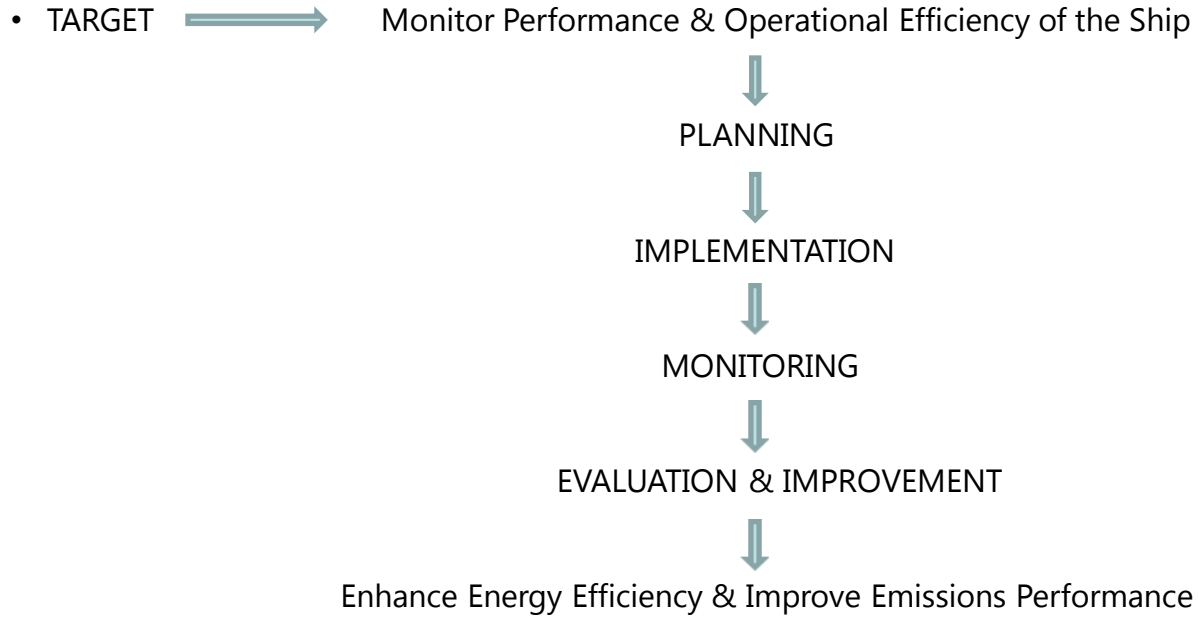 • TARGET Monitor Performance & Operational Efficiency of the Ship
PLANNING
IMPLEMENTATION
MONITORING
EVALUATION & IMPROVEMENT
Enhance Energy Efficiency & Improve Emissions Performance